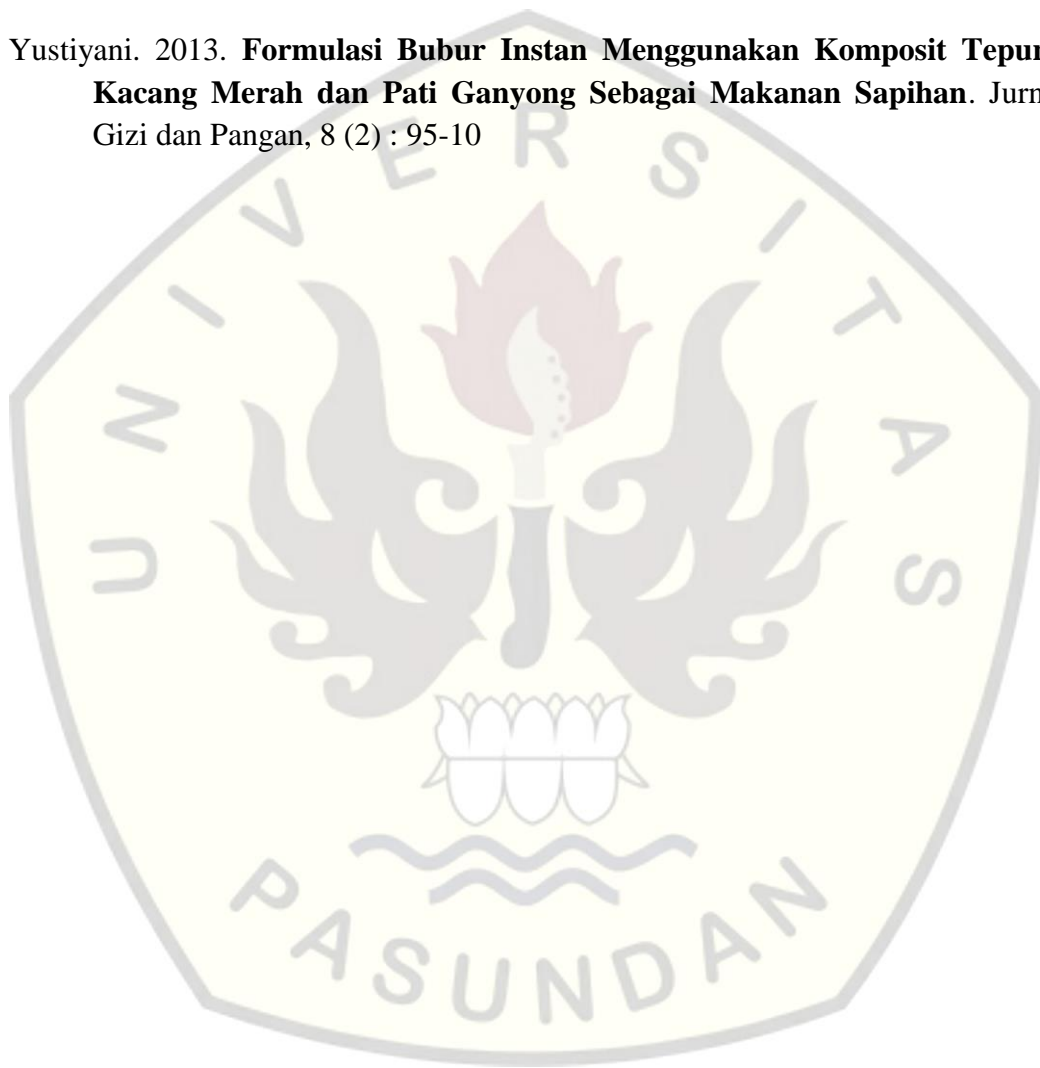 Yustiyani. 2013. Formulasi Bubur Instan Menggunakan Komposit Tepun
Kacang Merah dan Pati Ganyong Sebagai Makanan Sapihan. Jurn
Gizi dan Pangan, 8 (2) : 95-10
UNIVERSITAS
PASUNDAN